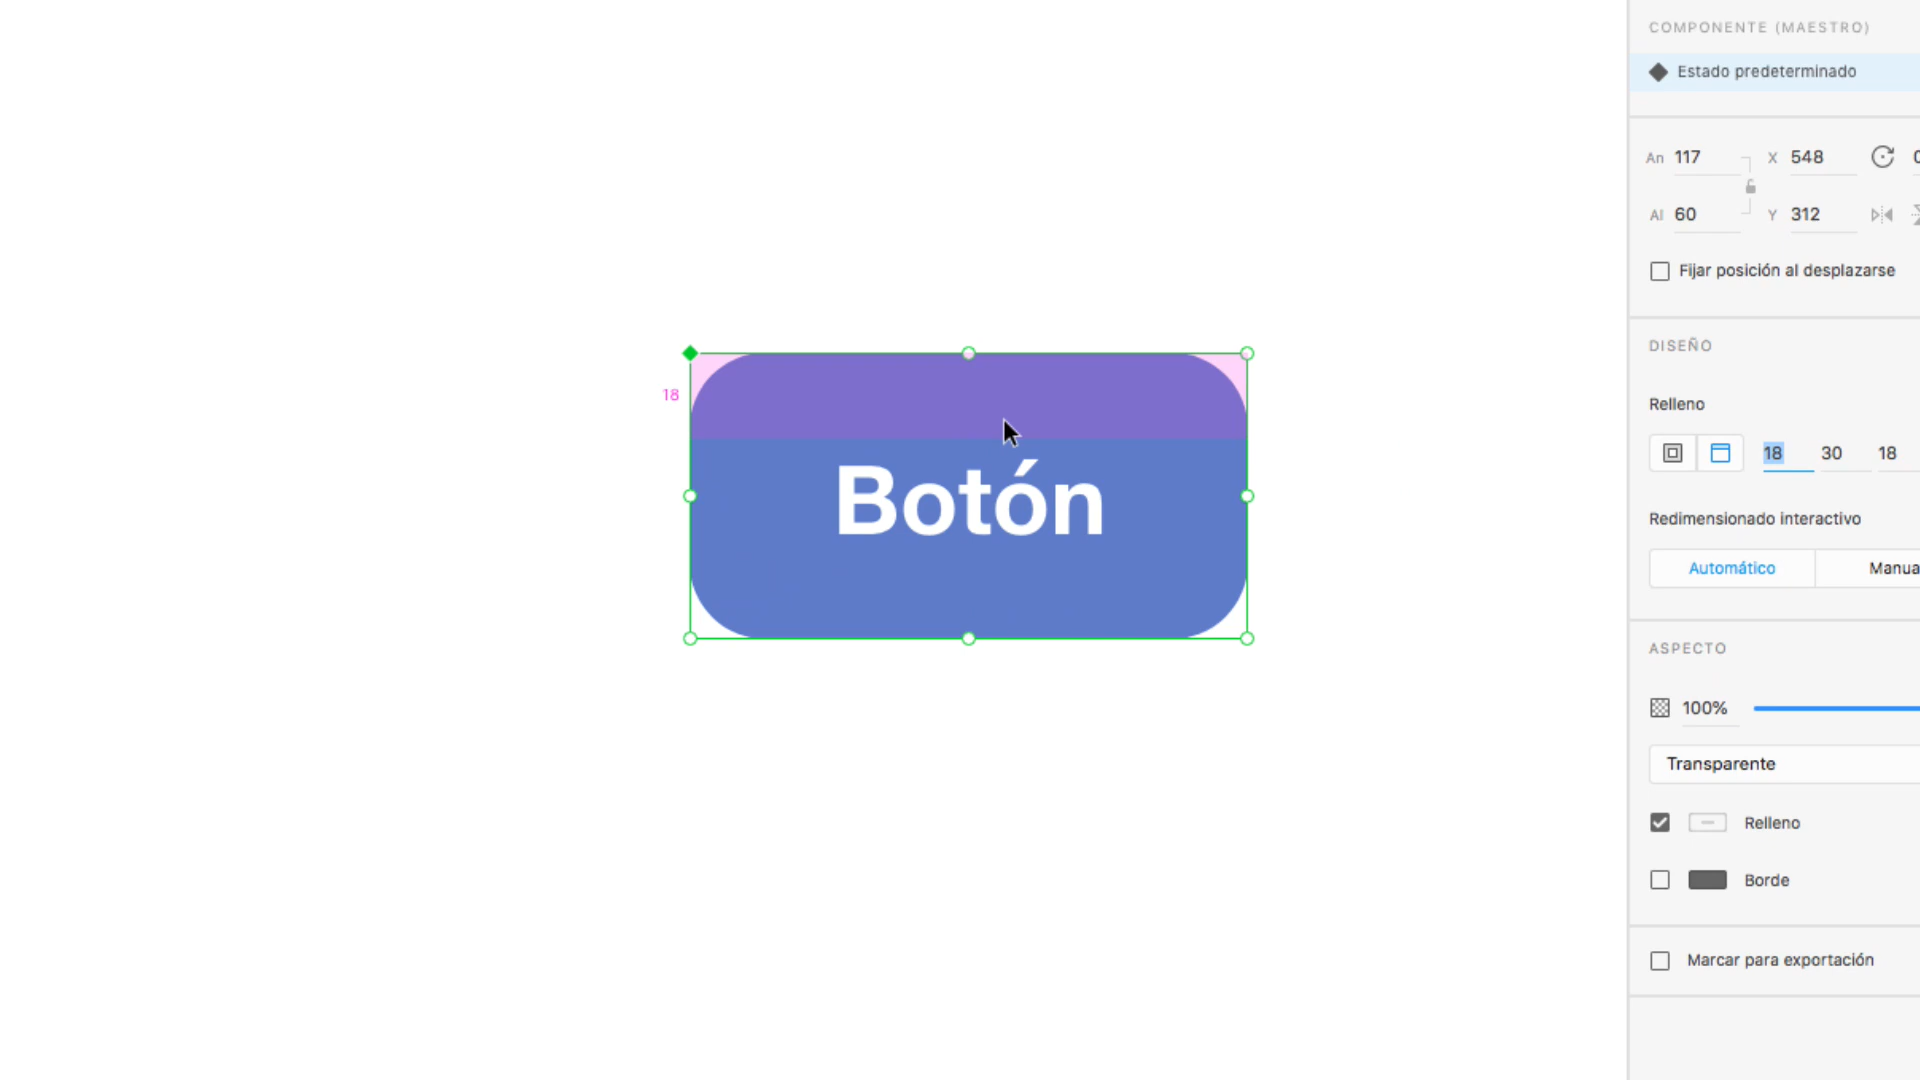 COMPONENTE (MAESTRO)
Estado predeterminado
An 117 X 548
Al 60 Y 312
Fijar posición al desplazarse
DISEÑO
Relleno
18 30 18
Redimensionado interactivo
Automático Manua
ASPECTO
100%
Transparente
Relleno
Borde
Marcar para exportación
18
Botón